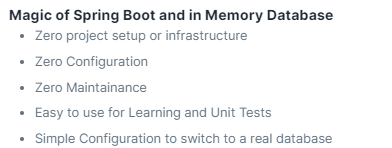 Magic of Spring Boot and in Memory Database
• Zero project setup or infrastructure
• Zero Configuration
• Zero Maintainance
• Easy to use for Learning and Unit Tests
• Simple Configuration to switch to a real database